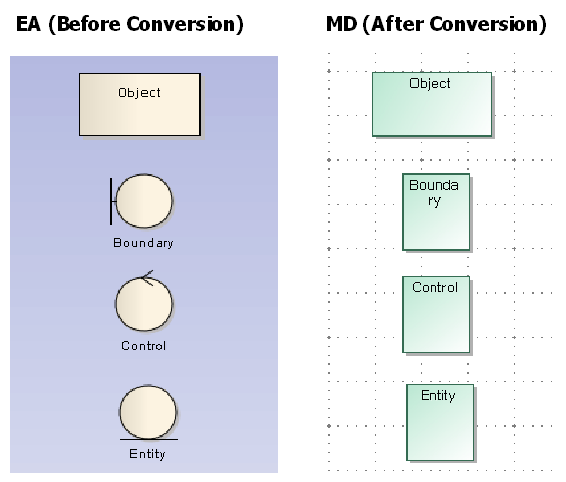 EA (Before Conversion)
MD (After Conversion)
Object
Boundary
Control
Entity
Object
Bounda
ry
Control
Entity